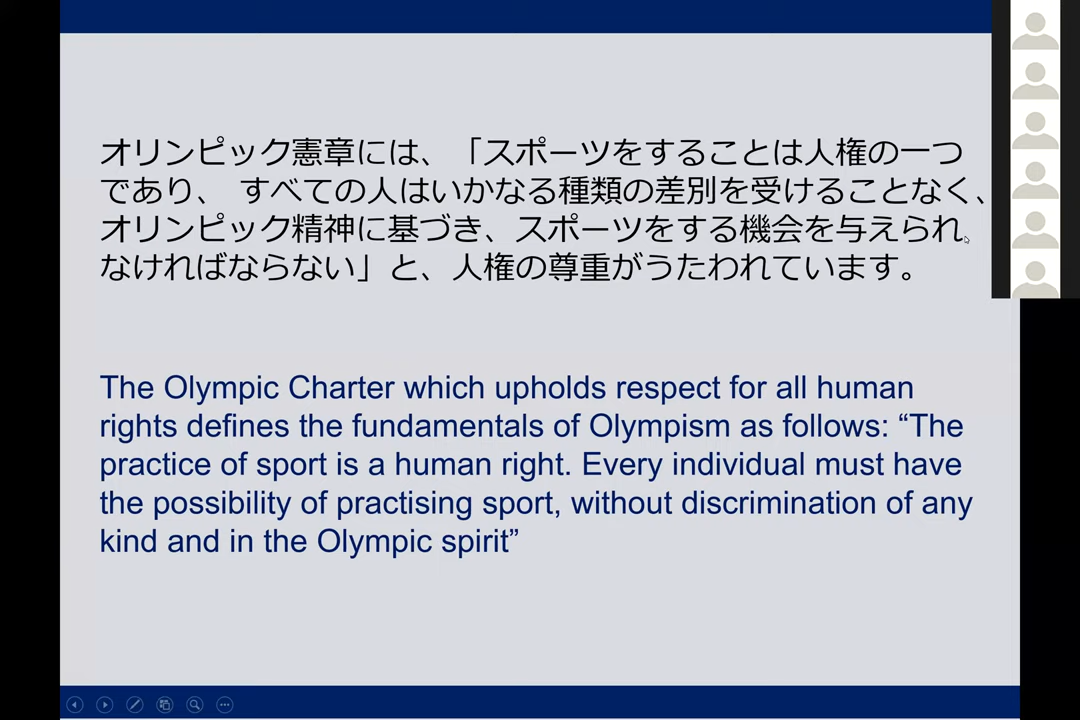 オリンピック憲章には、「スポーツをすることは人権の一つ
であり、 すべての人はいかなる種類の差別を受けることなく、
オリンピック精神に基づき、スポーツをする機会を与えられ
なければならない」と、人権の尊重がうたわれています。
The Olympic Charter which upholds respect for all human
rights defines the fundamentals of Olympism as follows: “The
practice of sport is a human right. Every individual must have
the possibility of practising sport, without discrimination of any
kind and in the Olympic spirit”